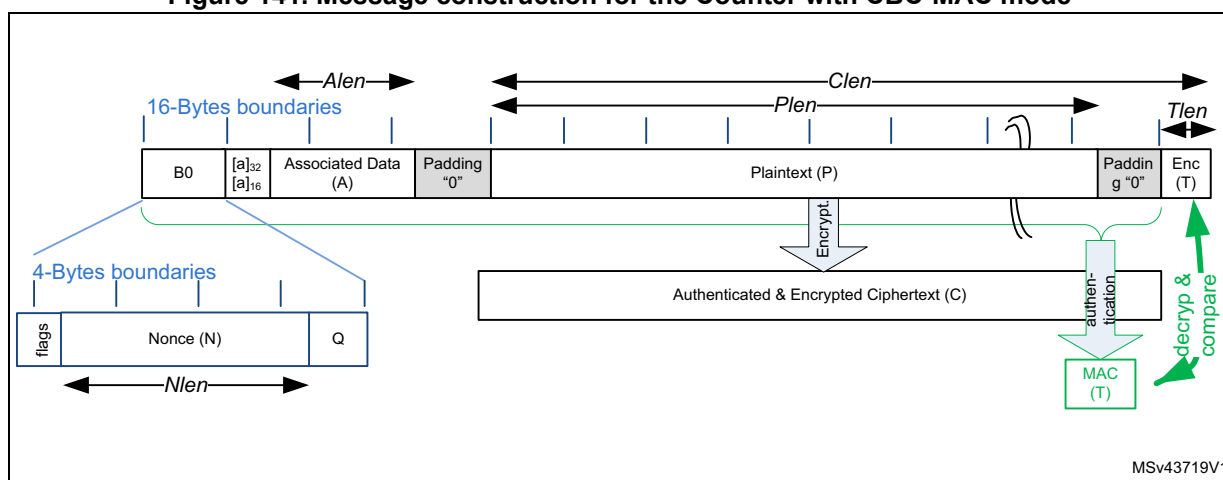 Figure 141. Message construction for the Counter with CBC-MAC mode
Alen
Clen
16-Bytes boundaries
Plen
Tlen
B0
[a]32
[a]16
Associated Data
(A)
Padding
"0"
Plaintext (P)
Paddin
g "0"
Enc
(T)
Encrypt.
4-Bytes boundaries
Authenticated & Encrypted Ciphertext (C)
authen-
tication
decryp &
compare
flags
Nonce (N)
Q
Nlen
MAC
(T)
MSv43719V1